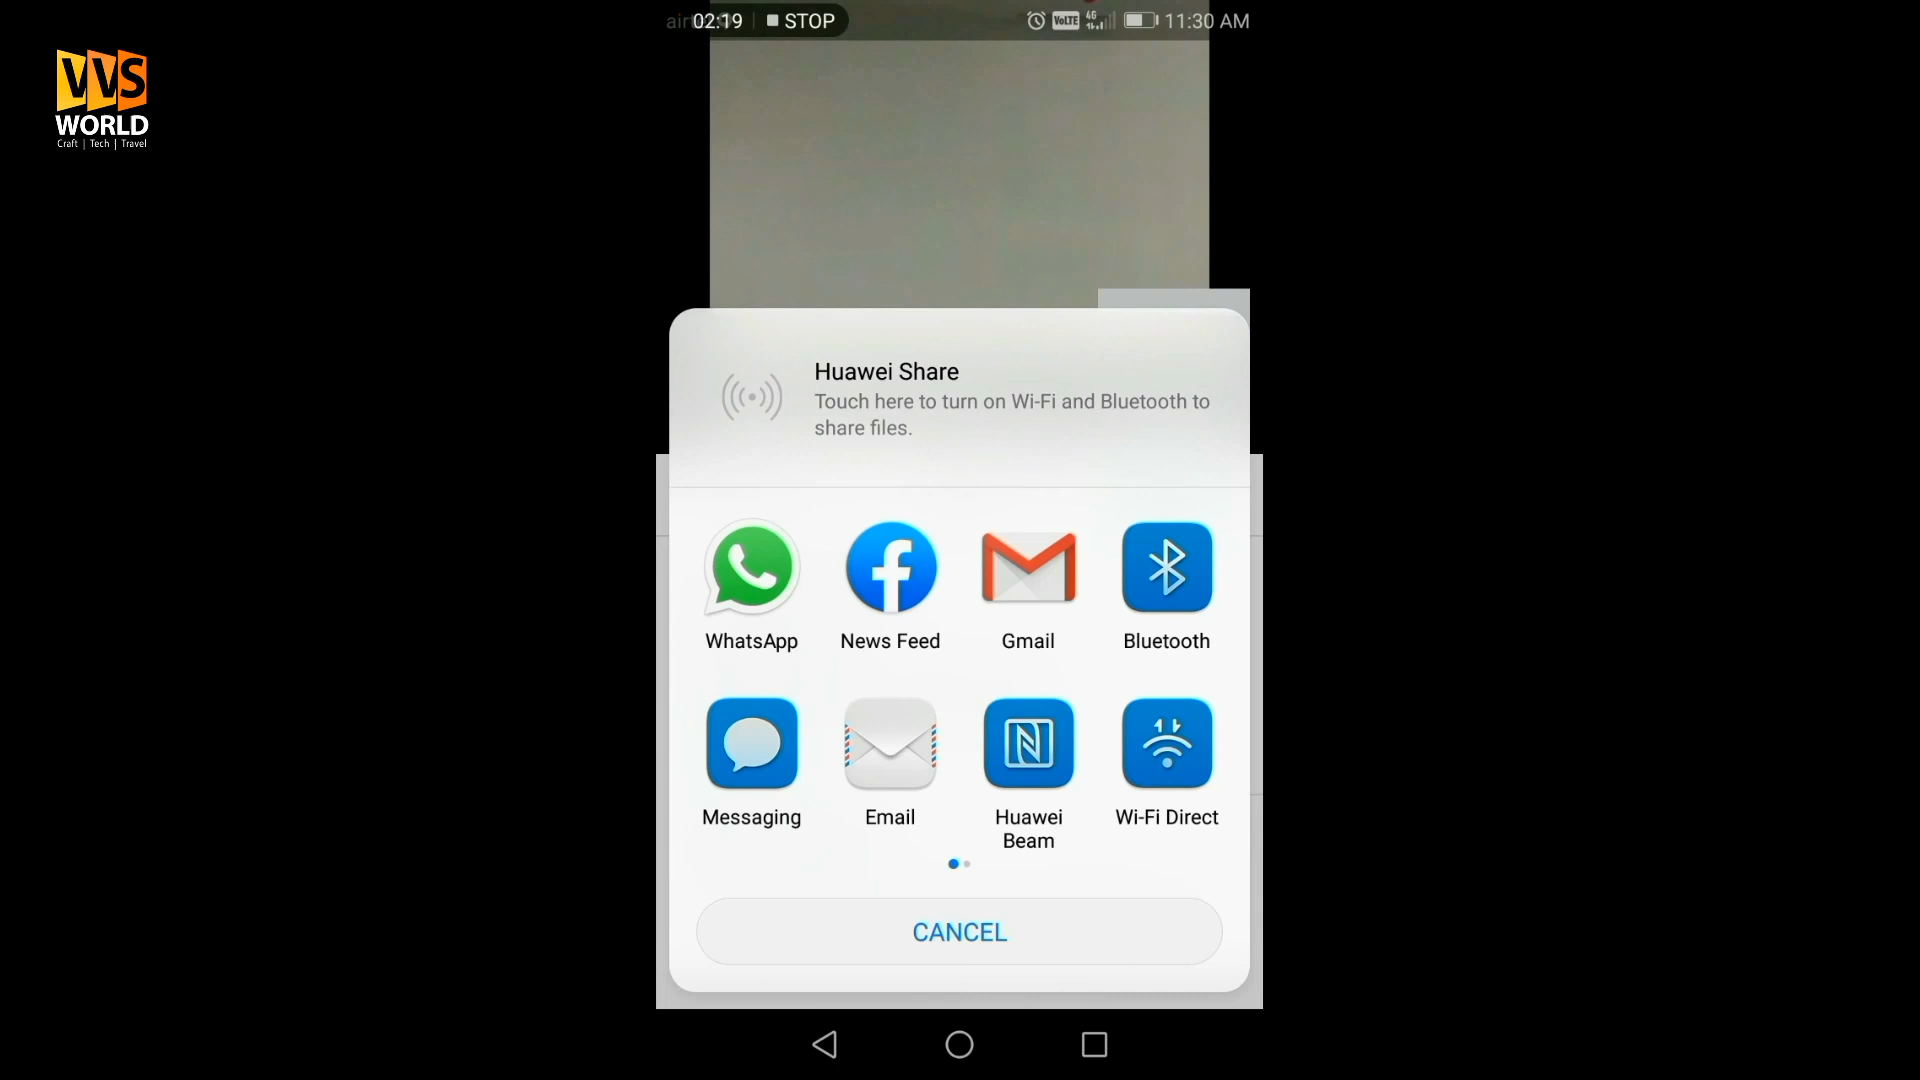 02:19 STOP
VoLTE 4G 11:30 AM
VVS
WORLD
Craft | Tech | Travel
Huawei Share
Touch here to turn on Wi-Fi and Bluetooth to
share files.
WhatsApp News Feed Gmail Bluetooth
Messaging Email Huawei
Beam Wi-Fi Direct
CANCEL